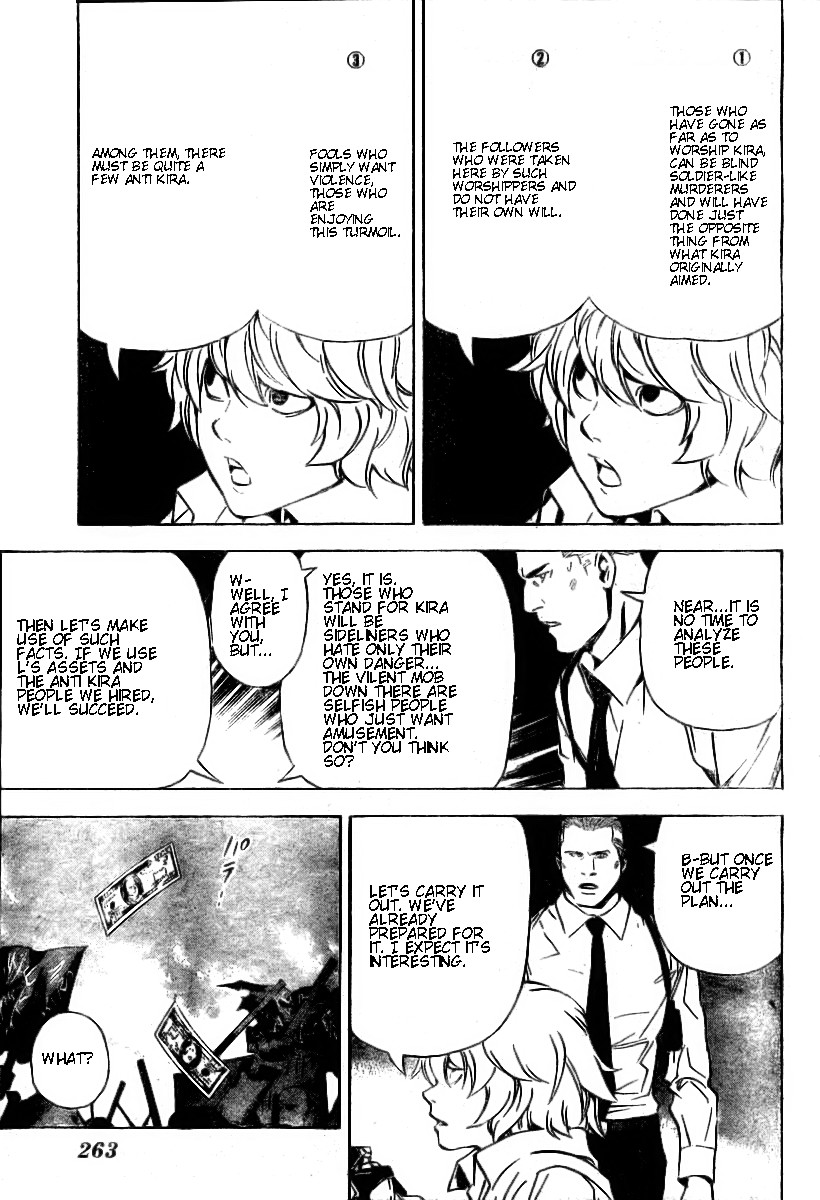 ①
THOSE WHO
HAVE GONE AS
FAR AS TO
WORSHIP KIRA,
CAN BE BLIND
SOLDIER-LIKE
MURDERERS
AND WILL HAVE
DONE JUST
THE OPPOSITE
THING FROM
WHAT KIRA
ORIGINALLY
AIMED.
②
THE FOLLOWERS
WHO WERE TAKEN
HERE BY SUCH
WORSHIPPERS AND
DO NOT HAVE
THEIR OWN WILL.
③
FOOLS WHO
SIMPLY WANT
VIOLENCE,
THOSE WHO
ARE
ENJOYING
THIS TURMOIL.
AMONG THEM, THERE
MUST BE QUITE A
FEW ANTI KIRA.
NEAR...IT IS
NO TIME TO
ANALYZE
THESE
PEOPLE.
YES, IT IS.
THOSE WHO
STAND FOR KIRA
WILL BE
SIDELINERS WHO
HATE ONLY THEIR
OWN DANGER...
THE VILENT MOB
DOWN THERE ARE
SELFISH PEOPLE
WHO JUST WANT
AMUSEMENT.
DON'T YOU THINK
SO?
W-
WELL, I
AGREE
WITH
YOU,
BUT...
THEN LET'S MAKE
USE OF SUCH
FACTS. IF WE USE
L'S ASSETS AND
THE ANTI KIRA
PEOPLE WE HIRED,
WE'LL SUCCEED.
B-BUT ONCE
WE CARRY
OUT THE
PLAN...
LET'S CARRY IT
OUT. WE'VE
ALREADY
PREPARED FOR
IT. I EXPECT IT'S
INTERESTING.
WHAT?
263